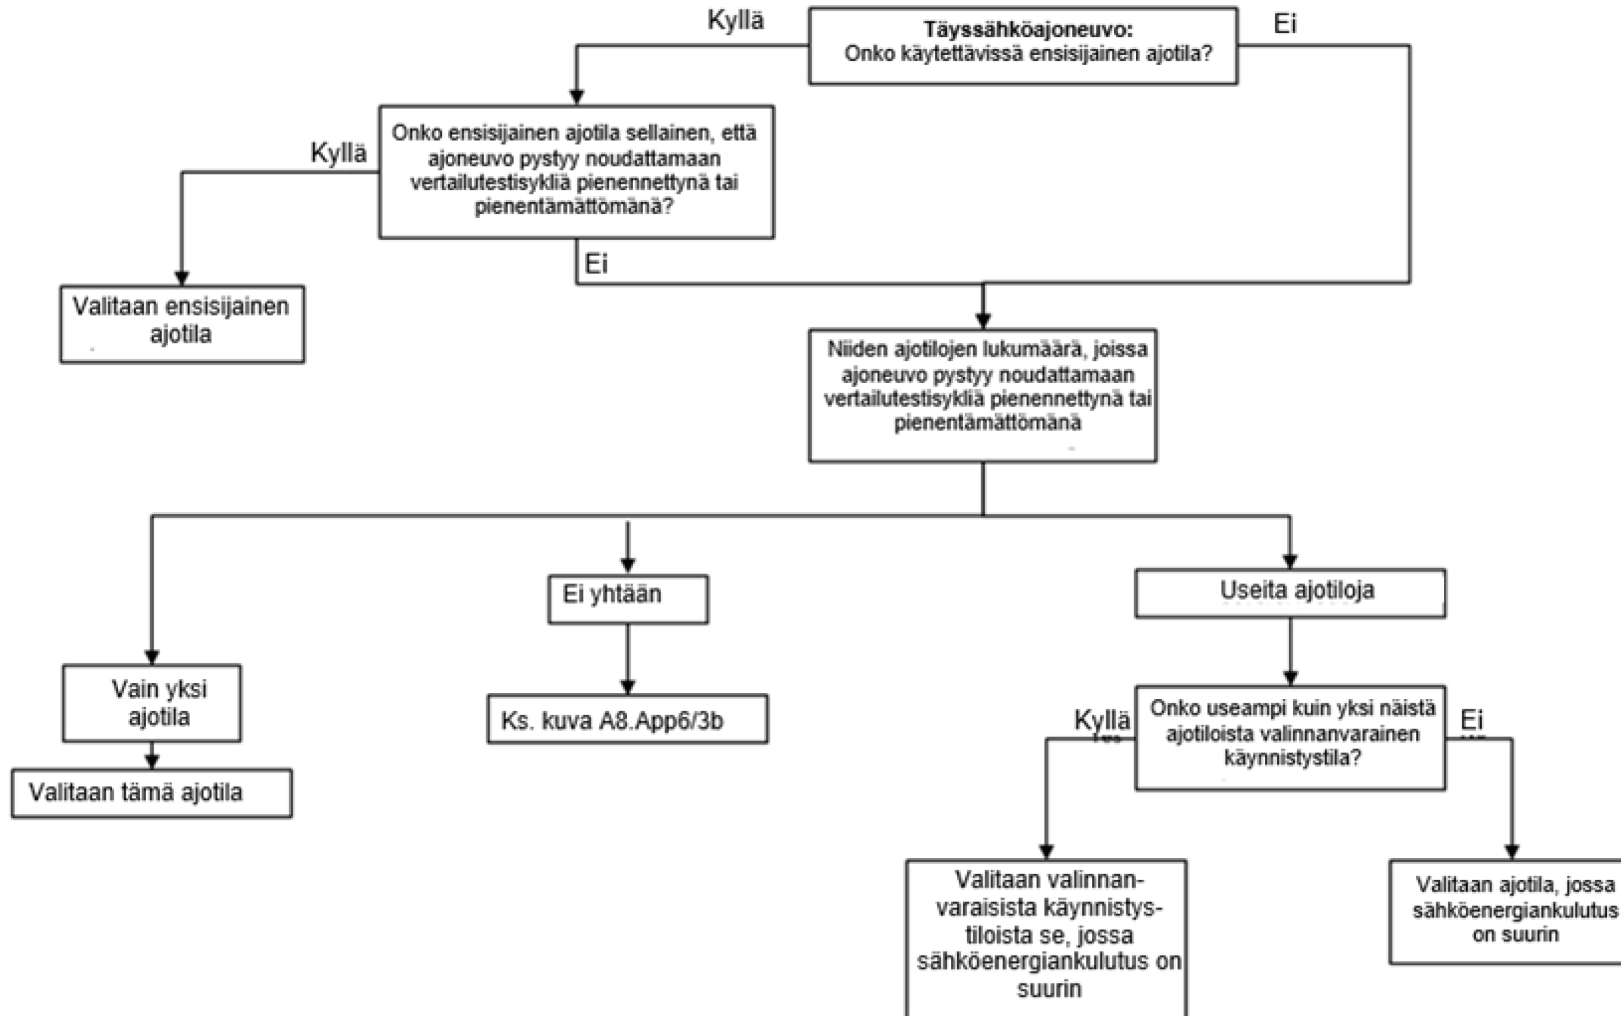 Kyllä
Täyssähköajoneuvo:
Onko käytettävissä ensisijainen ajotila?
Ei
Onko ensisijainen ajotila sellainen, että
ajoneuvo pystyy noudattamaan
vertailutestisykliä pienennettynä tai
pienentämättömänä?
Kyllä
Ei
Valitaan ensisijainen
ajotila
Niiden ajotilojen lukumäärä, joissa
ajoneuvo pystyy noudattamaan
vertailutestisykliä pienennettynä tai
pienentämättömänä
Ei yhtään
Useita ajotiloja
Vain yksi
ajotila
Ks. kuva A8.App6/3b
Kyllä
Onko useampi kuin yksi näistä
ajotiloista valinnanvarainen
käynnistystila?
Ei
Valitaan tämä ajotila
Valitaan valinnan-
varaisista käynnistys-
tiloista se, jossa
sähköenergiankulutus on
suurin
Valitaan ajotila, jossa
sähköenergiankulutus
on suurin